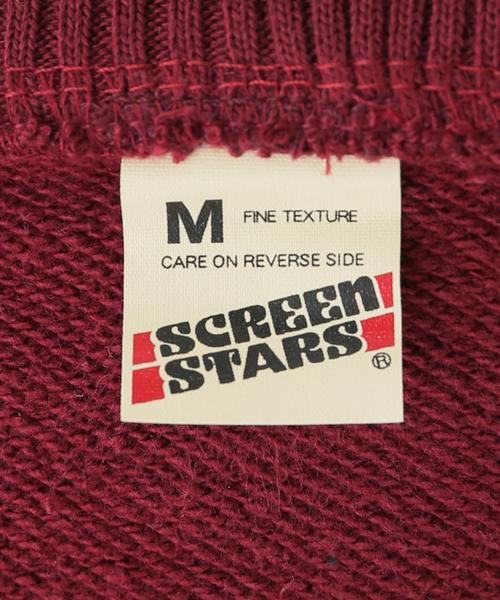 M FINE TEXTURE
CARE ON REVERSE SIDE
SCREEN
STARS ®